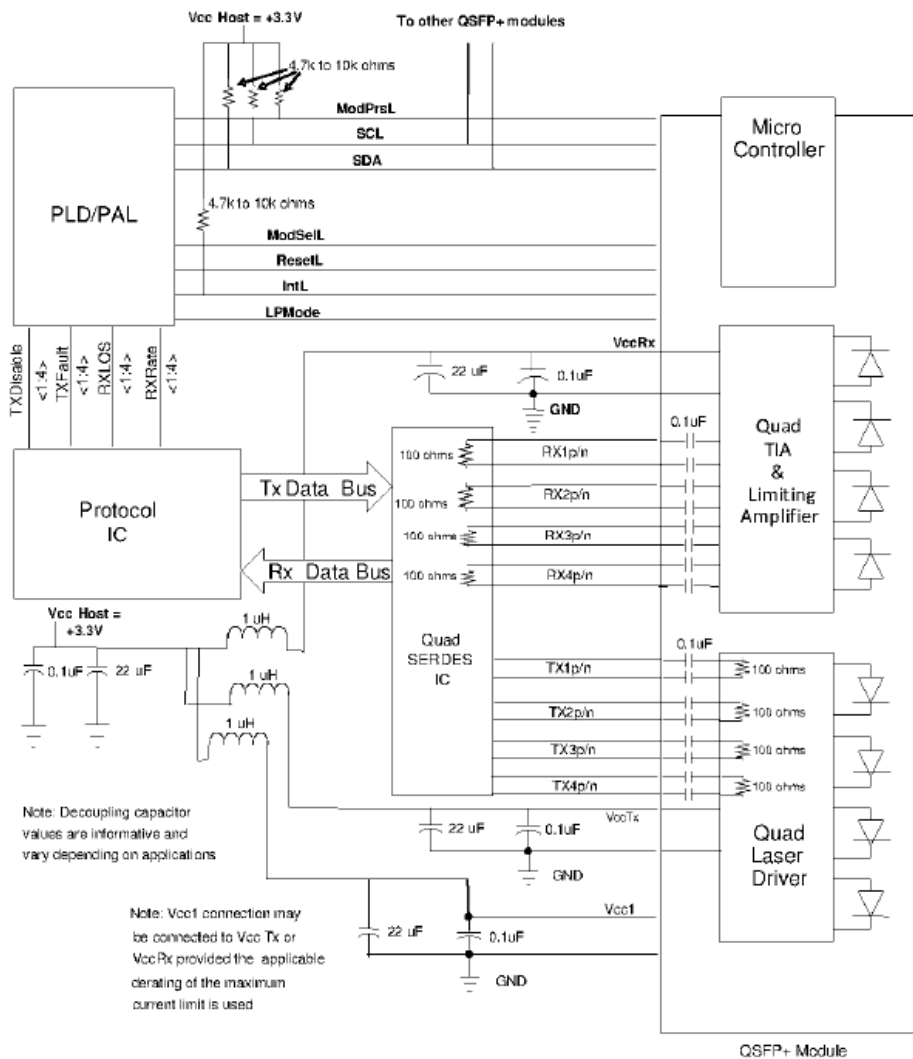 Vcc Host = +3.3V
To other QSFP+ modules
4.7k to 10k ohms
ModPrsL
SCL
SDA
Micro
Controller
PLD/PAL
4.7k to 10k ohms
ModSelL
ResetL
IntL
LPMode
TXDisable
<1:4>
TXFault
<1:4>
RXLOS
<1:4>
RXRate
<1:4>
VccRx
22 uF
0.1uF
GND
0.1uF
Quad
TIA
&
Limiting
Amplifier
100 ohms
RX1p/n
100 ohms
RX2p/n
100 ohms
RX3p/n
100 ohms
RX4p/n
Tx Data Bus
Protocol
IC
Rx Data Bus
Vcc Host =
+3.3V
0.1uF
22 uF
1 uH
1 uH
1 uH
Quad
SERDES
IC
0.1uF
TX1p/n
100 ohms
TX2p/n
100 ohms
TX3p/n
100 ohms
TX4p/n
100 ohms
VccTx
22 uF
0.1uF
GND
Quad
Laser
Driver
Note: Decoupling capacitor
values are informative and
vary depending on applications
Vcc1
22 uF
0.1uF
GND
Note: Vcc1 connection may
be connected to Vcc Tx or
VccRx provided the applicable
derating of the maximum
current limit is used
QSFP+ Module